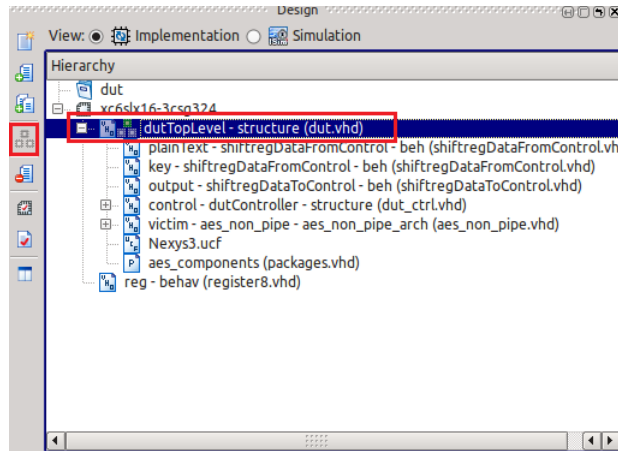 Design
View: Implementation Simulation
Hierarchy
dut
xc6slx16-3csg324
dutTopLevel - structure (dut.vhd)
plainText - shiftregDataFromControl - beh (shiftregDataFromControl.vh
key - shiftregDataFromControl - beh (shiftregDataFromControl.vhd)
output - shiftregDataToControl - beh (shiftregDataToControl.vhd)
control - dutController - structure (dut_ctrl.vhd)
victim - aes_non_pipe - aes_non_pipe_arch (aes_non_pipe.vhd)
Nexys3.ucf
aes_components (packages.vhd)
reg - behav (register8.vhd)